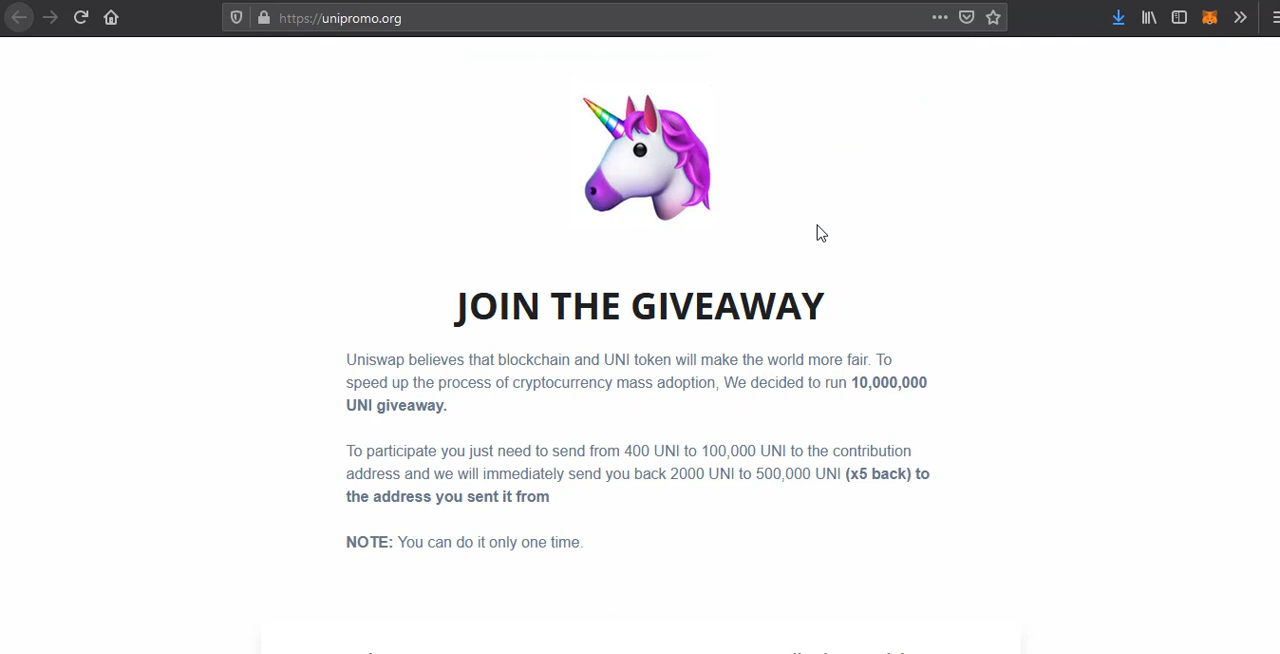 https://unipromo.org
JOIN THE GIVEAWAY
Uniswap believes that blockchain and UNI token will make the world more fair. To
speed up the process of cryptocurrency mass adoption, We decided to run 10,000,000
UNI giveaway.
To participate you just need to send from 400 UNI to 100,000 UNI to the contribution
address and we will immediately send you back 2000 UNI to 500,000 UNI (x5 back) to
the address you sent it from
NOTE: You can do it only one time.